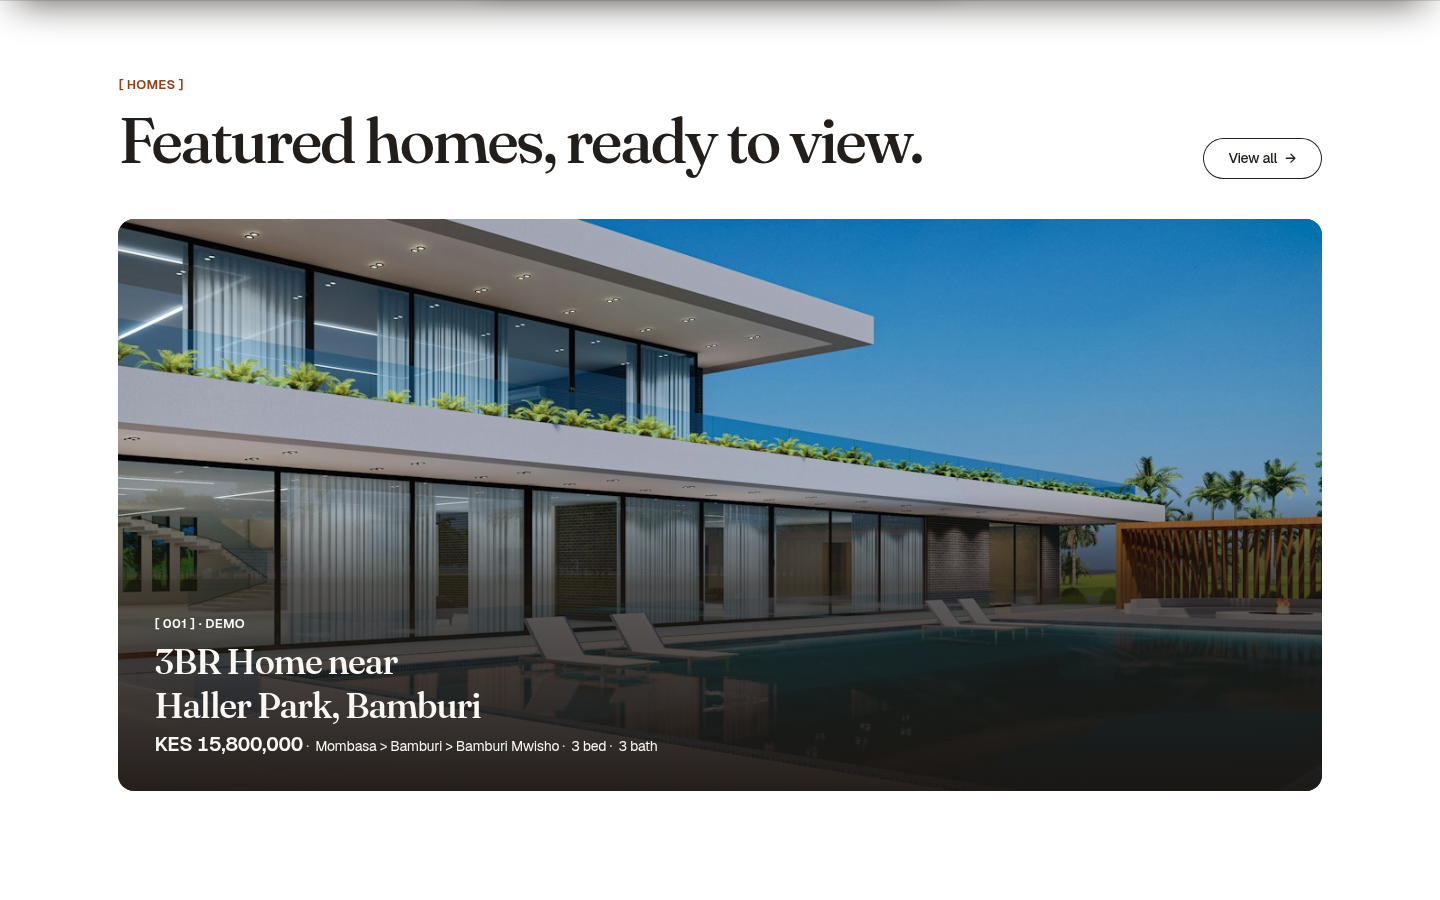 [ HOMES ]
Featured homes, ready to view.
View all →
[ 001 ] · DEMO
3BR Home near
Haller Park, Bamburi
KES 15,800,000 · Mombasa > Bamburi > Bamburi Mwisho · 3 bed · 3 bath